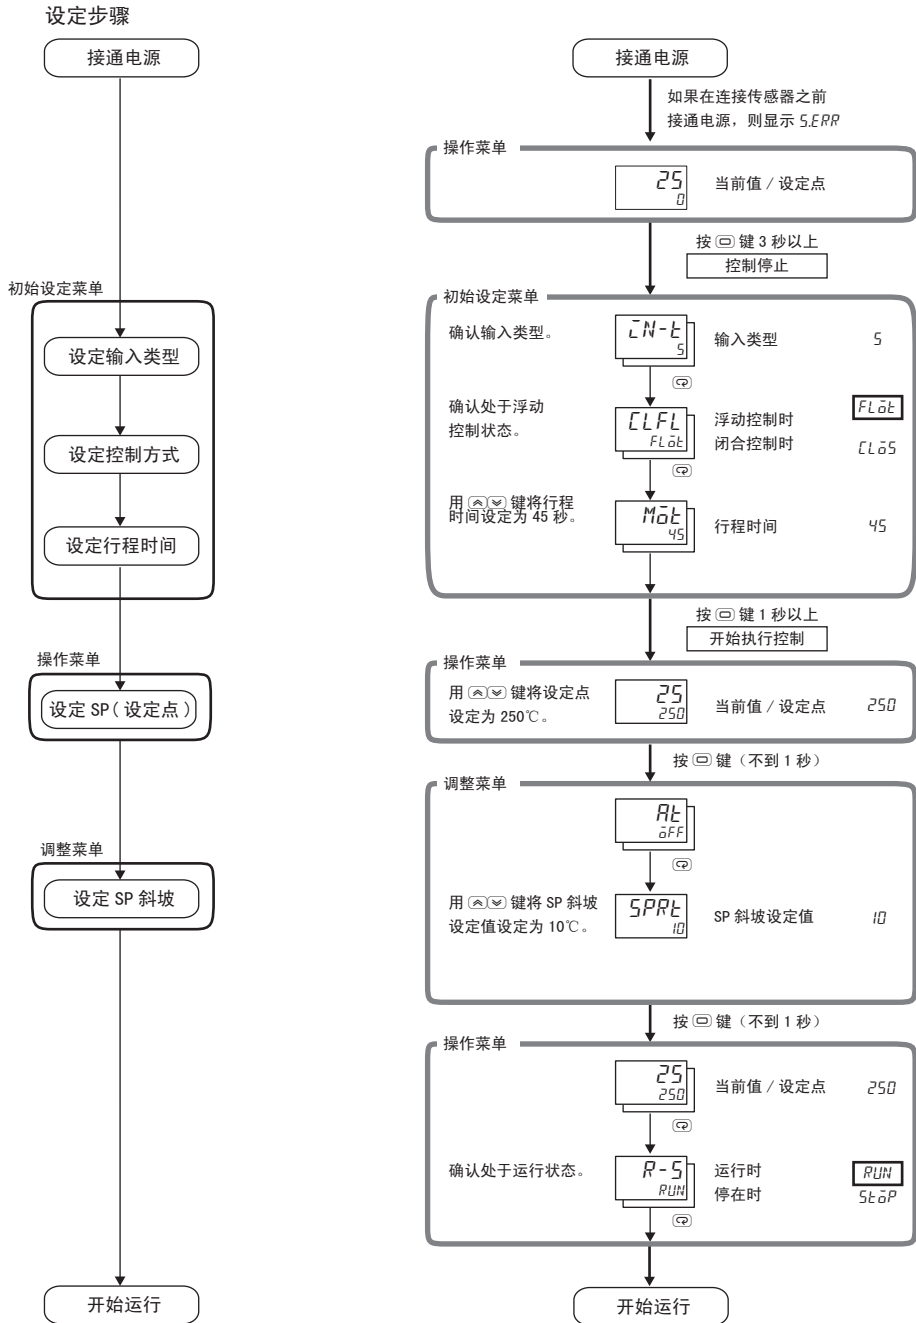 设定步骤
接通电源
初始设定菜单
设定输入类型
设定控制方式
设定行程时间
操作菜单
设定 SP( 设定点 )
调整菜单
设定 SP 斜坡
开始运行
接通电源
如果在连接传感器之前
接通电源，则显示 S.ERR
操作菜单
25
0
当前值 / 设定点
按 键 3 秒以上
控制停止
初始设定菜单
确认输入类型。
IN-t
5
输入类型
5
确认处于浮动
控制状态。
CLFL
FLot
浮动控制时
闭合控制时
FLot
CLoS
用 键将行程
时间设定为 45 秒。
Mot
45
行程时间
45
按 键 1 秒以上
开始执行控制
操作菜单
用 键将设定点
设定为 250℃。
25
250
当前值 / 设定点
250
按 键（不到 1 秒）
调整菜单
At
oFF
用 键将 SP 斜坡
设定值设定为 10℃。
SPRt
10
SP 斜坡设定值
10
按 键（不到 1 秒）
操作菜单
25
250
当前值 / 设定点
250
确认处于运行状态。
R-S
RUN
运行时
停在时
RUN
StoP
开始运行